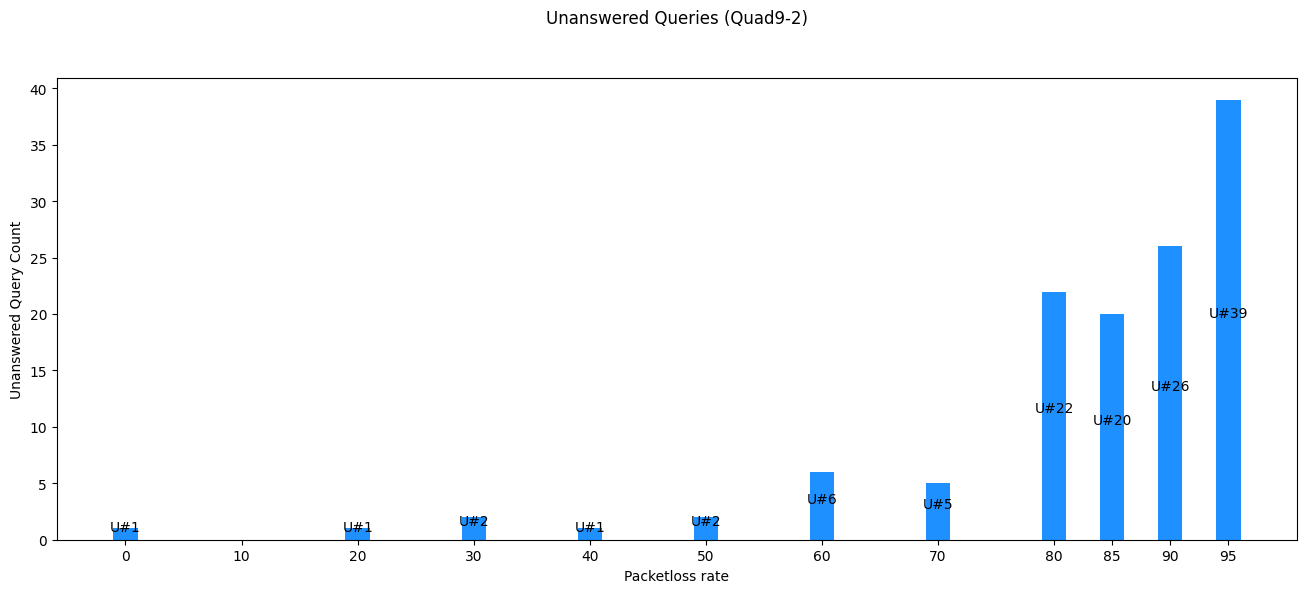 Unanswered Queries (Quad9-2)
40
35
30
25
20
15
10
5
0
Unanswered Query Count
U#1
U#1
U#2
U#1
U#2
U#6
U#5
U#22
U#20
U#26
U#39
0 10 20 30 40 50 60 70 80 85 90 95
Packetloss rate